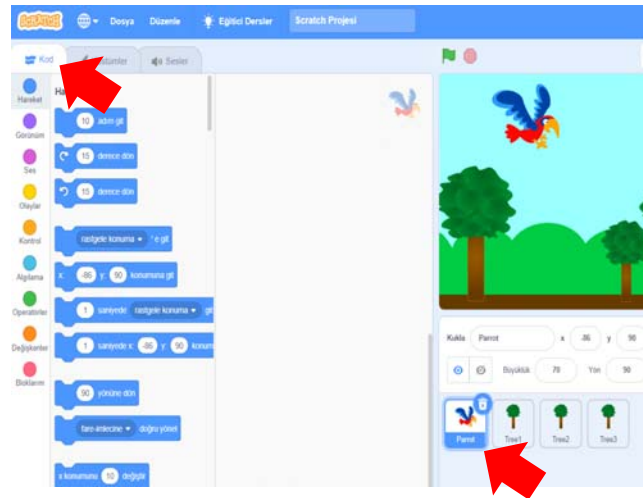 SCRATCH Dosya Düzenle Eğitici Dersler Scratch Projesi
Kod Kostümler Sesler
Hareket
Görünüm
Ses
Olaylar
Kontrol
Algılama
Operatörler
Değişkenler
Bloklarım
10 adım git
15 derece dön
15 derece dön
rastgele konuma 'e git
x: -86 y: 90 konumuna git
1 saniyede rastgele konuma
1 saniyede x: -86 y: 90
90 yönüne dön
fare-imlecine doğru yönel
x konumunu 10 değiştir
Kukla Parrot x -86 y 90
Büyüklük 70 Yön 90
Parrot Tree1 Tree2 Tree3